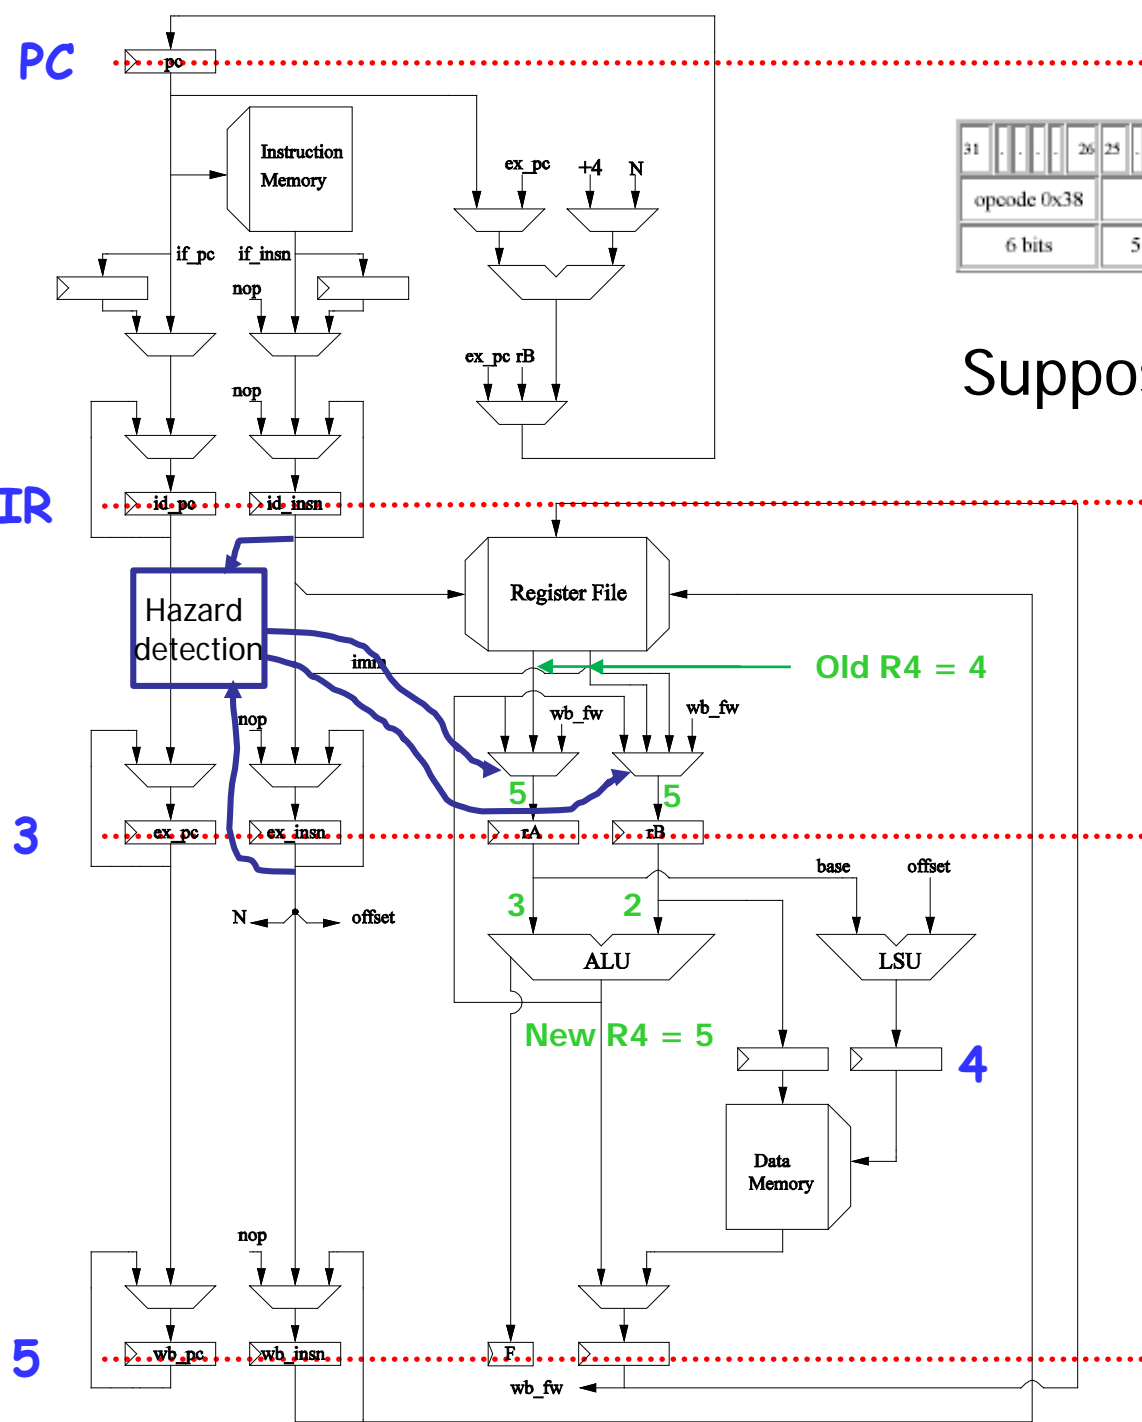 PC
pc
Instruction
Memory
ex_pc
+4
N
31
.
.
.
.
26
25
.
opcode 0x38
6 bits
5
if_pc
if_insn
nop
ex_pc rB
nop
Suppos
IR
id_pc
id_insn
Register File
Hazard
detection
imm
Old R4 = 4
wb_fw
wb_fw
nop
5
5
3
ex_pc
ex_insn
rA
rB
base
offset
N
offset
3
2
ALU
LSU
New R4 = 5
4
Data
Memory
nop
5
wb_pc
wb_insn
F
wb_fw